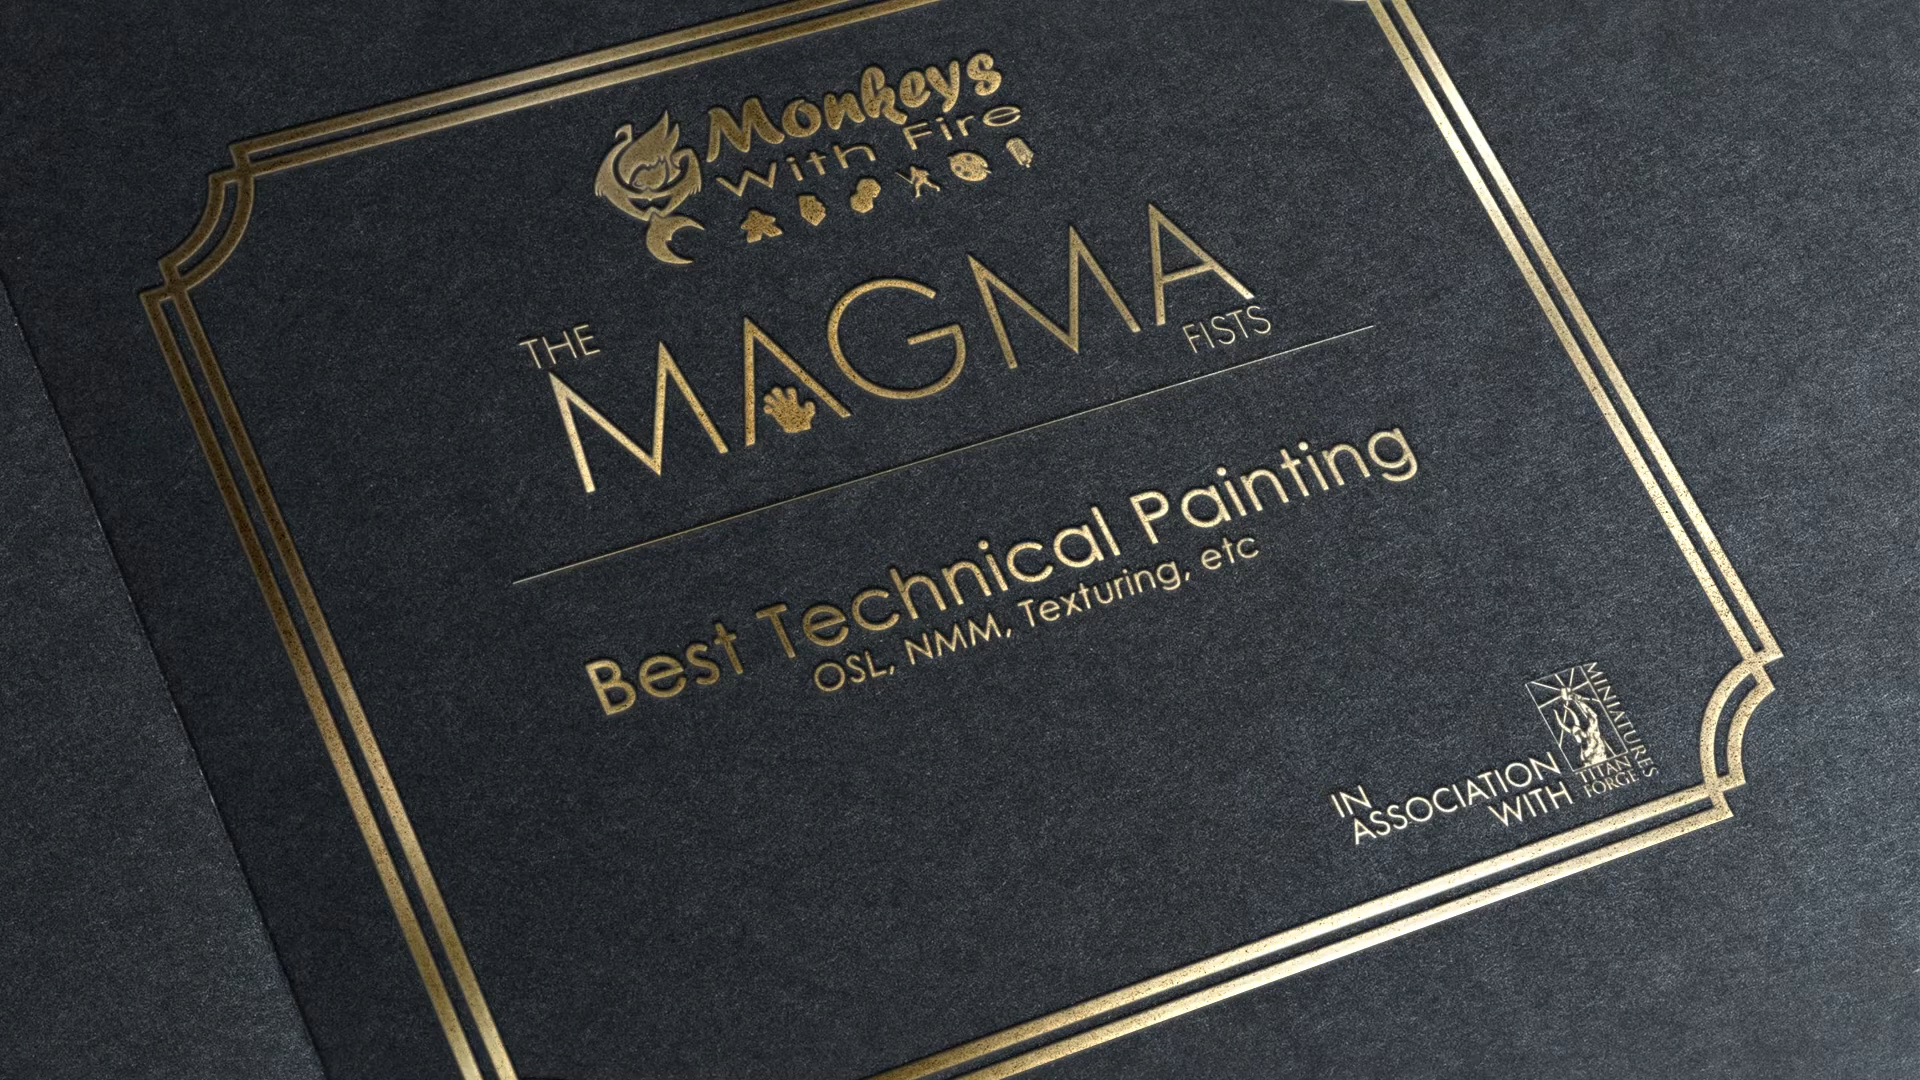 Monkeys
With Fire
THE
MAGMA
FISTS
Best Technical Painting
OSL, NMM, Texturing, etc
IN
ASSOCIATION
WITH
TITAN
FORGE
MINIATURES